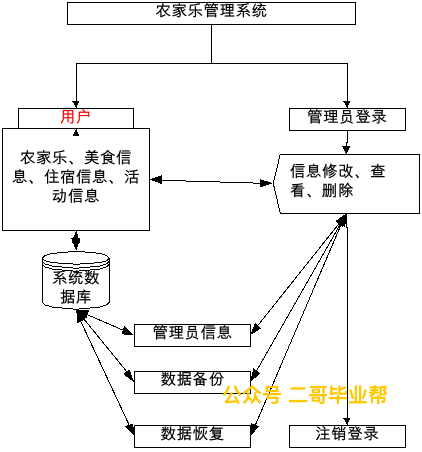 农家乐管理系统
用户
管理员登录
农家乐、美食信
息、住宿信息、活
动信息
信息修改、查
看、删除
系统数
据库
管理员信息
数据备份
公众号 二哥毕业帮
数据恢复
注销登录